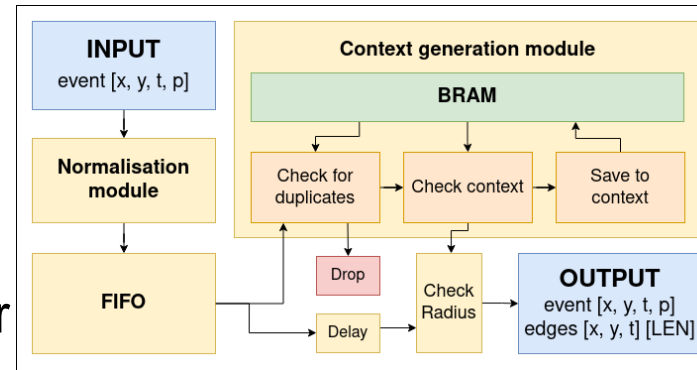 INPUT
event [x, y, t, p]
Context generation module
BRAM
Normalisation
module
Check for
duplicates
Check context
Save to
context
FIFO
Drop
Delay
Check
Radius
OUTPUT
event [x, y, t, p]
edges [x, y, t] [LEN]
r